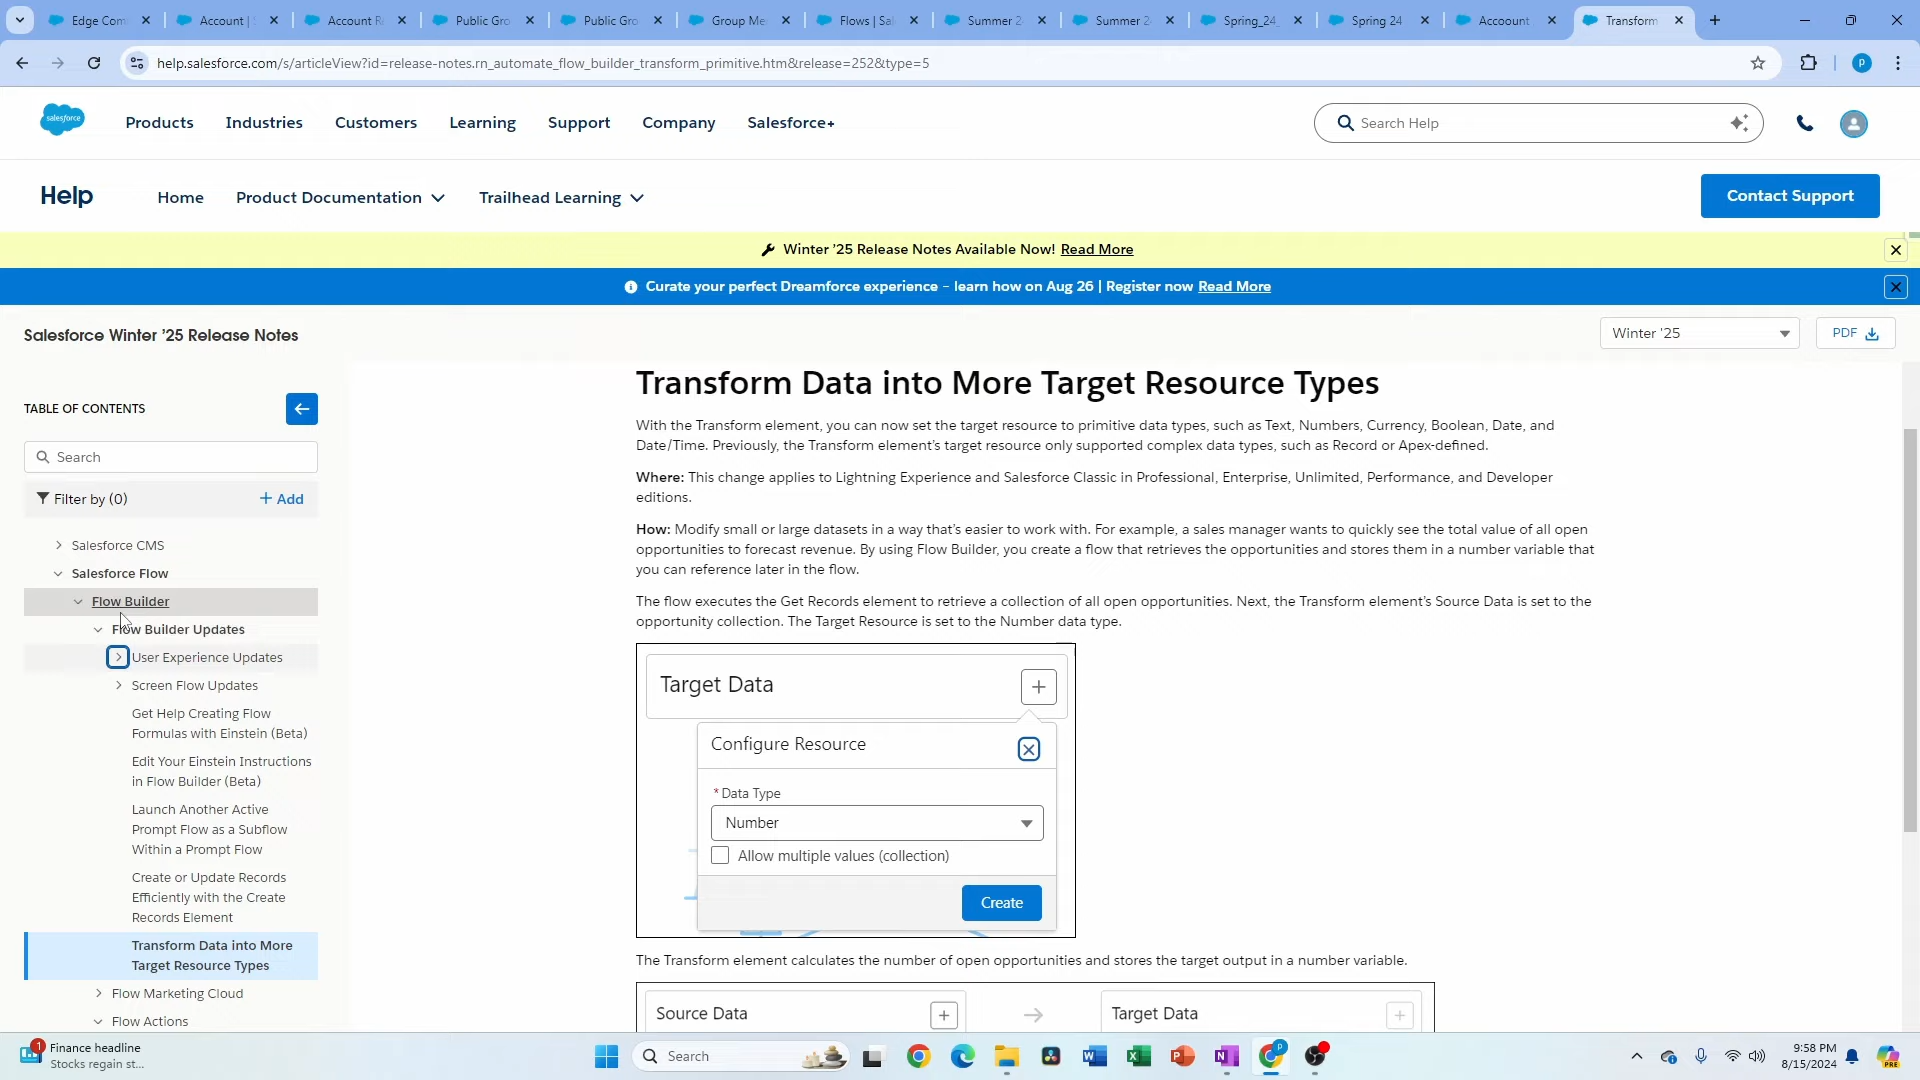 Edge Com
Account | S
Account R
Public Gro
Public Gro
Group Me
Flows | Sal
Summer 2
Summer 2
Spring_24_
Spring 24
Accoount
Transform
help.salesforce.com/s/articleView?id=release-notes.rn_automate_flow_builder_transform_primitive.htm&release=252&type=5
P
salesforce
Products
Industries
Customers
Learning
Support
Company
Salesforce+
Search Help
Help
Home
Product Documentation
Trailhead Learning
Contact Support
Winter '25 Release Notes Available Now! Read More
Curate your perfect Dreamforce experience – learn how on Aug 26 | Register now Read More
Salesforce Winter '25 Release Notes
Winter '25
PDF
TABLE OF CONTENTS
Search
Filter by (0)
+ Add
Salesforce CMS
Salesforce Flow
Flow Builder
Flow Builder Updates
User Experience Updates
Screen Flow Updates
Get Help Creating Flow
Formulas with Einstein (Beta)
Edit Your Einstein Instructions
in Flow Builder (Beta)
Launch Another Active
Prompt Flow as a Subflow
Within a Prompt Flow
Create or Update Records
Efficiently with the Create
Records Element
Transform Data into More
Target Resource Types
Flow Marketing Cloud
Flow Actions
Transform Data into More Target Resource Types
With the Transform element, you can now set the target resource to primitive data types, such as Text, Numbers, Currency, Boolean, Date, and
Date/Time. Previously, the Transform element's target resource only supported complex data types, such as Record or Apex-defined.
Where: This change applies to Lightning Experience and Salesforce Classic in Professional, Enterprise, Unlimited, Performance, and Developer
editions.
How: Modify small or large datasets in a way that's easier to work with. For example, a sales manager wants to quickly see the total value of all open
opportunities to forecast revenue. By using Flow Builder, you create a flow that retrieves the opportunities and stores them in a number variable that
you can reference later in the flow.
The flow executes the Get Records element to retrieve a collection of all open opportunities. Next, the Transform element's Source Data is set to the
opportunity collection. The Target Resource is set to the Number data type.
Target Data
Configure Resource
* Data Type
Number
Allow multiple values (collection)
Create
The Transform element calculates the number of open opportunities and stores the target output in a number variable.
Source Data
Target Data
1
Finance headline
Stocks regain st...
Search
P
9:58 PM
8/15/2024
PRE